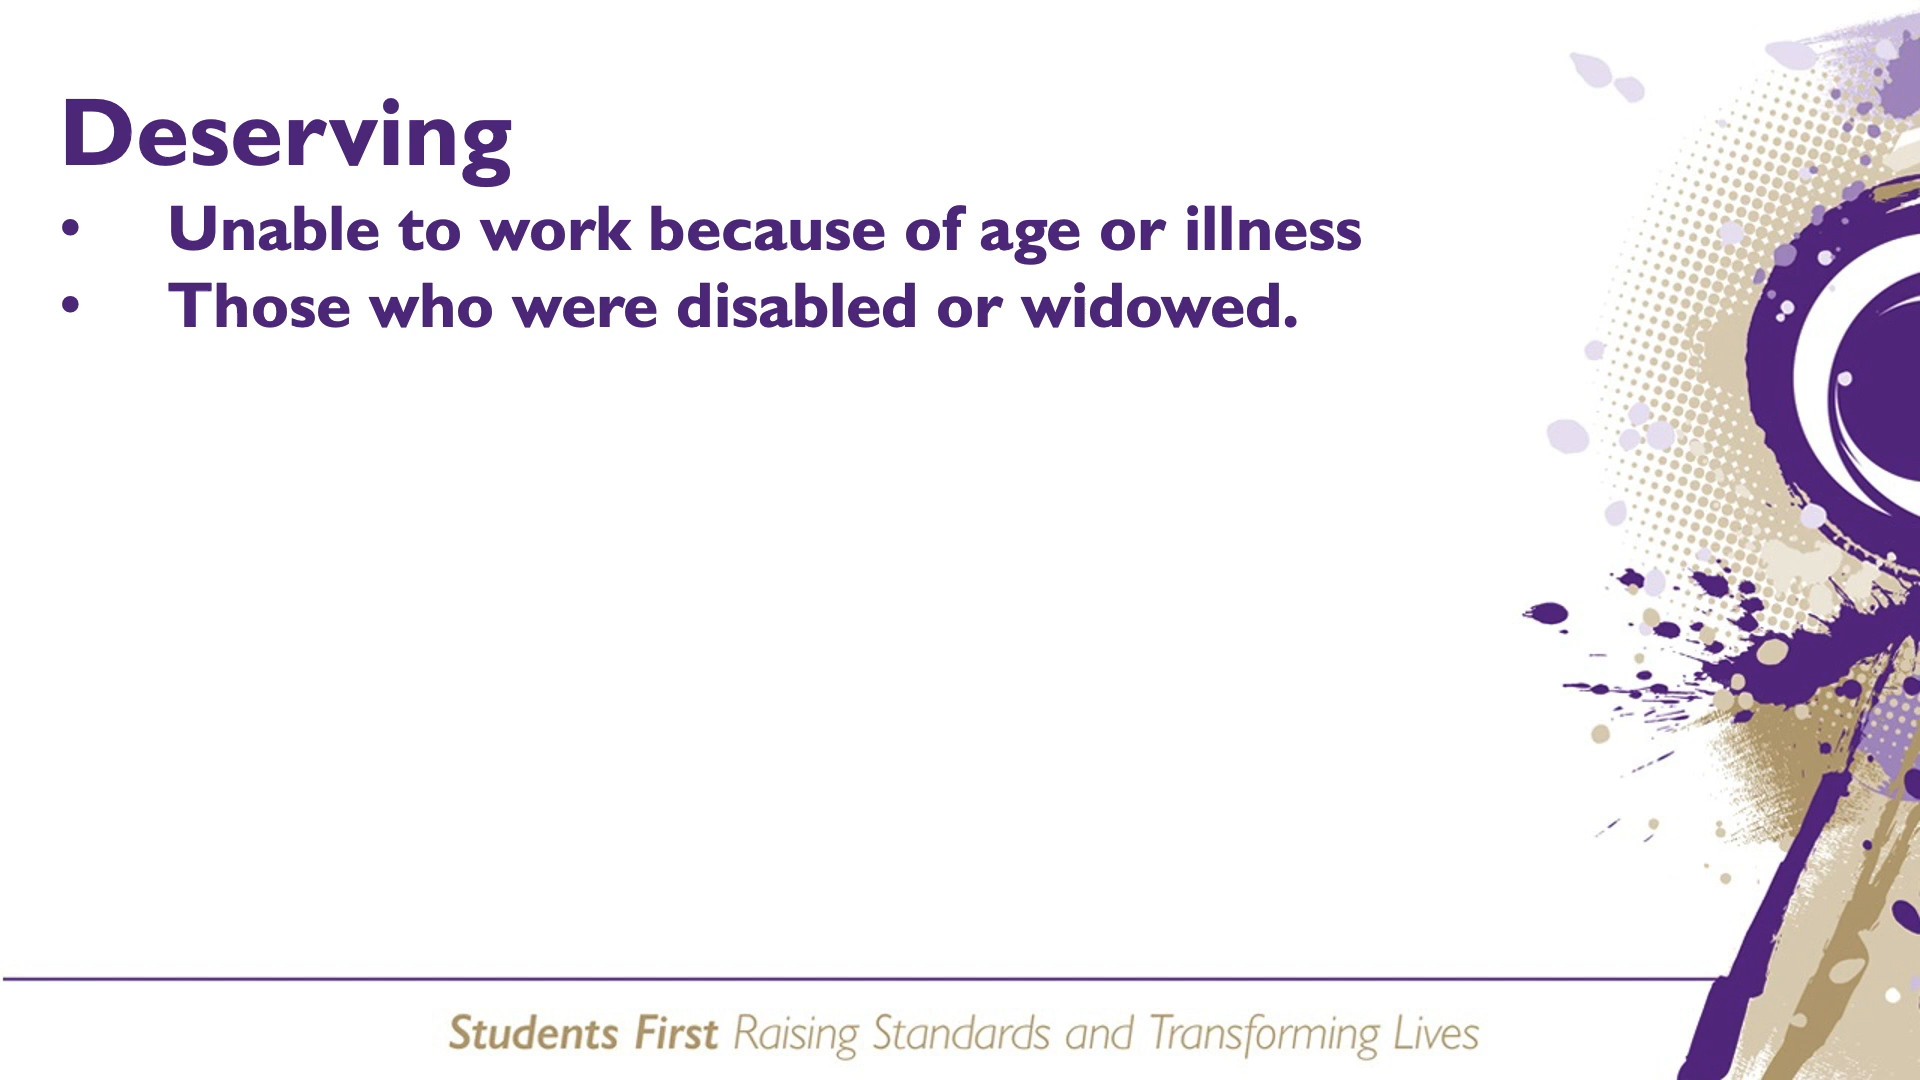 Deserving
• Unable to work because of age or illness
• Those who were disabled or widowed.
Students First Raising Standards and Transforming Lives